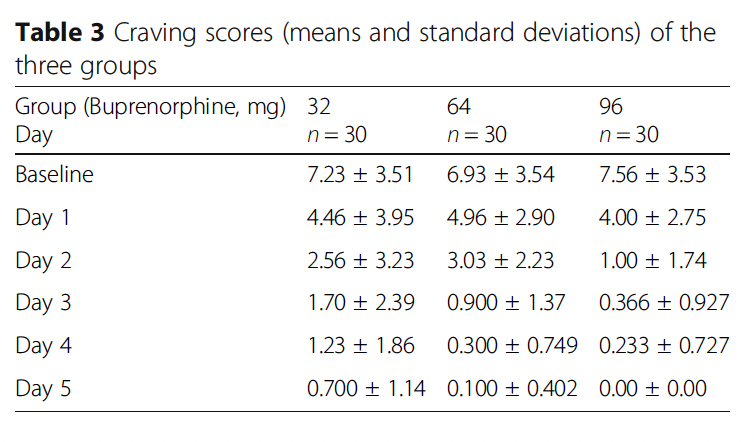 Table 3 Craving scores (means and standard deviations) of the
three groups
Group (Buprenorphine, mg) 32 64 96
Day n = 30 n = 30 n = 30
Baseline 7.23 ± 3.51 6.93 ± 3.54 7.56 ± 3.53
Day 1 4.46 ± 3.95 4.96 ± 2.90 4.00 ± 2.75
Day 2 2.56 ± 3.23 3.03 ± 2.23 1.00 ± 1.74
Day 3 1.70 ± 2.39 0.900 ± 1.37 0.366 ± 0.927
Day 4 1.23 ± 1.86 0.300 ± 0.749 0.233 ± 0.727
Day 5 0.700 ± 1.14 0.100 ± 0.402 0.00 ± 0.00